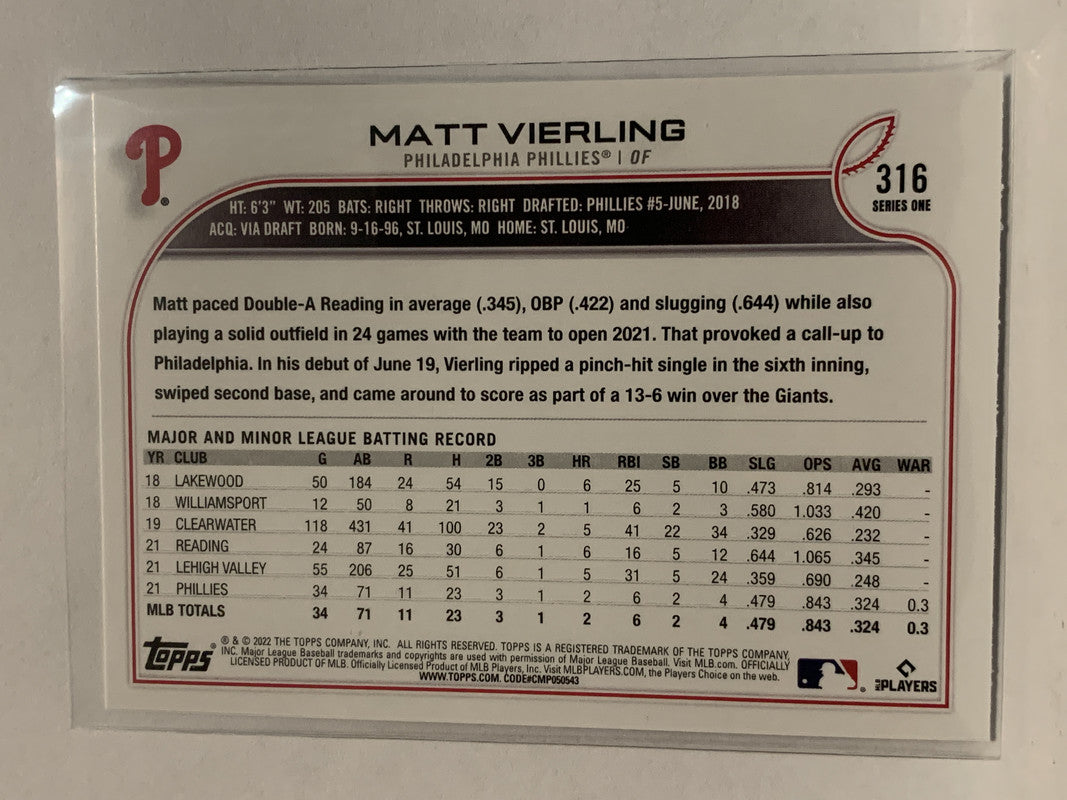 P®
MATT VIERLING
PHILADELPHIA PHILLIES® | OF
316
SERIES ONE
HT: 6'3" WT: 205 BATS: RIGHT THROWS: RIGHT DRAFTED: PHILLIES #5-JUNE, 2018
ACQ: VIA DRAFT BORN: 9-16-96, ST. LOUIS, MO HOME: ST. LOUIS, MO
Matt paced Double-A Reading in average (.345), OBP (.422) and slugging (.644) while also
playing a solid outfield in 24 games with the team to open 2021. That provoked a call-up to
Philadelphia. In his debut of June 19, Vierling ripped a pinch-hit single in the sixth inning,
swiped second base, and came around to score as part of a 13-6 win over the Giants.
MAJOR AND MINOR LEAGUE BATTING RECORD
YR CLUB G AB R H 2B 3B HR RBI SB BB SLG OPS AVG WAR
18 LAKEWOOD 50 184 24 54 15 0 6 25 5 10 .473 .814 .293 -
18 WILLIAMSPORT 12 50 8 21 3 1 1 6 2 3 .580 1.033 .420 -
19 CLEARWATER 118 431 41 100 23 2 5 41 22 34 .329 .626 .232 -
21 READING 24 87 16 30 6 1 6 16 5 12 .644 1.065 .345 -
21 LEHIGH VALLEY 55 206 25 51 6 1 5 31 5 24 .359 .690 .248 -
21 PHILLIES 34 71 11 23 3 1 2 6 2 4 .479 .843 .324 0.3
MLB TOTALS 34 71 11 23 3 1 2 6 2 4 .479 .843 .324 0.3
Topps® ® & © 2022 THE TOPPS COMPANY, INC. ALL RIGHTS RESERVED. TOPPS IS A REGISTERED TRADEMARK OF THE TOPPS COMPANY,
INC. Major League Baseball trademarks and copyrights are used with permission of Major League Baseball. Visit MLB.com. OFFICIALLY
LICENSED PRODUCT OF MLB. Officially Licensed Product of MLB Players, Inc. Visit MLBPLAYERS.COM, the Players Choice on the web.
WWW.TOPPS.COM. CODE#CMP050543
MLB PLAYERS